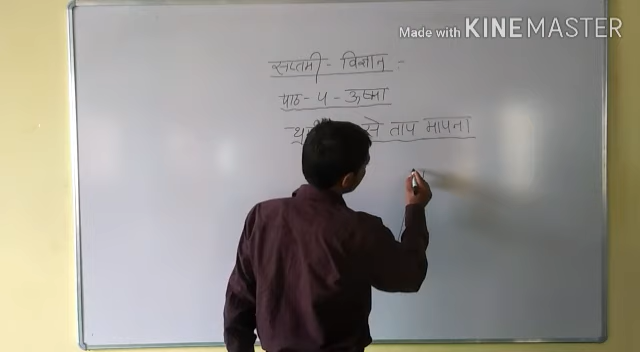 Made with KINEMASTER
सप्तमी - विज्ञान :-
पाठ - ५ - ऊष्मा
से ताप मापना